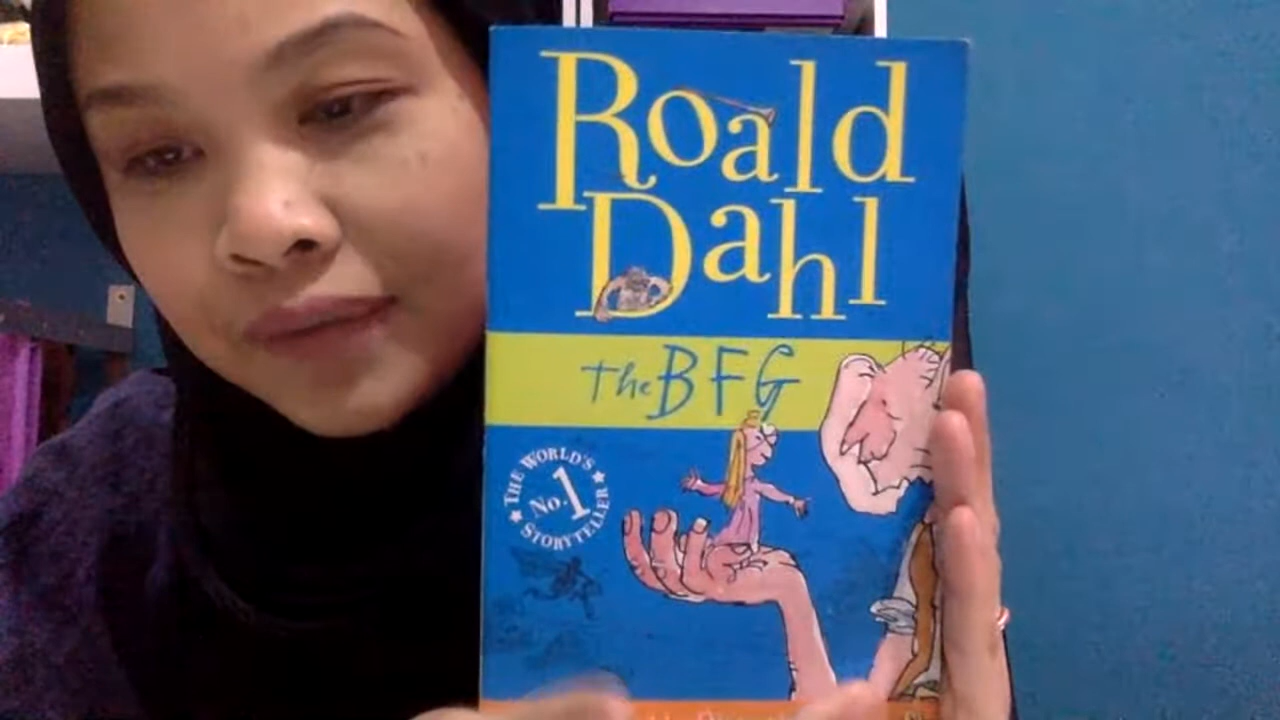 Roald
Dahl
the BFG
THE WORLD'S
No.1
STORYTELLER